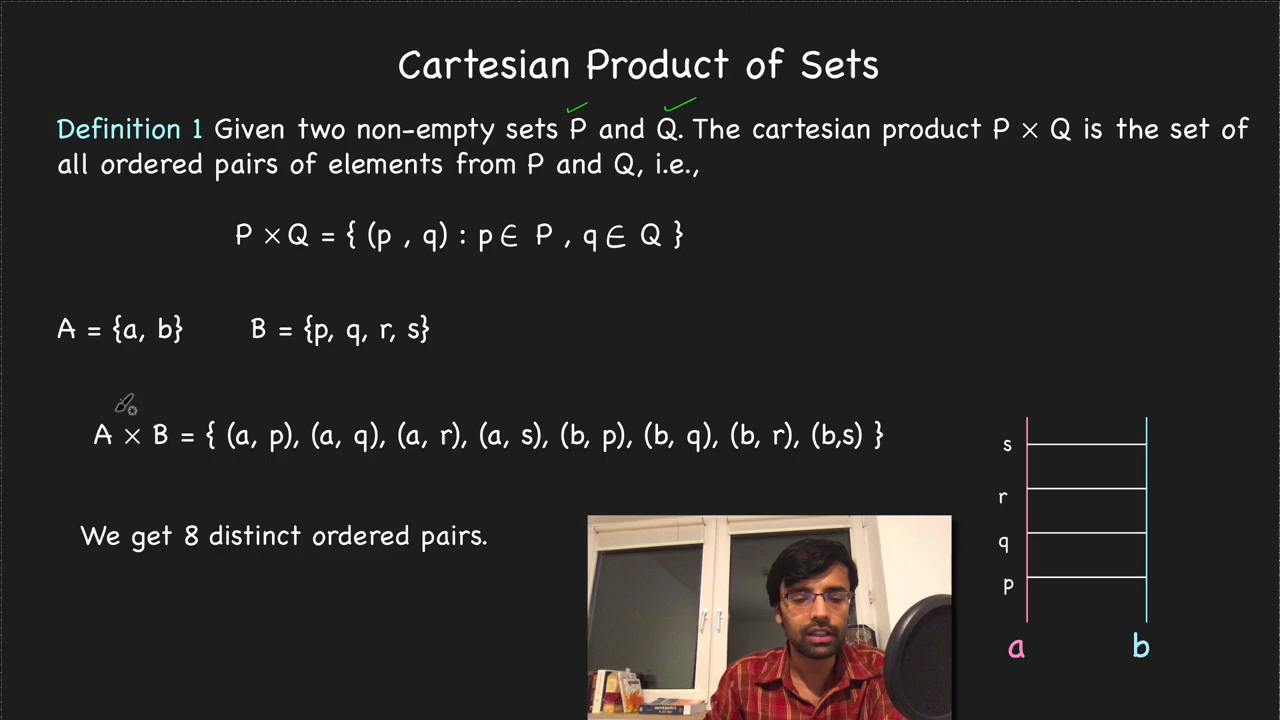 Cartesian Product of Sets
Definition 1 Given two non-empty sets P and Q. The cartesian product P × Q is the set of
all ordered pairs of elements from P and Q, i.e.,
P × Q = { (p , q) : p ∈ P , q ∈ Q }
A = {a, b} B = {p, q, r, s}
A × B = { (a, p), (a, q), (a, r), (a, s), (b, p), (b, q), (b, r), (b,s) }
We get 8 distinct ordered pairs.
s
r
q
p
a b